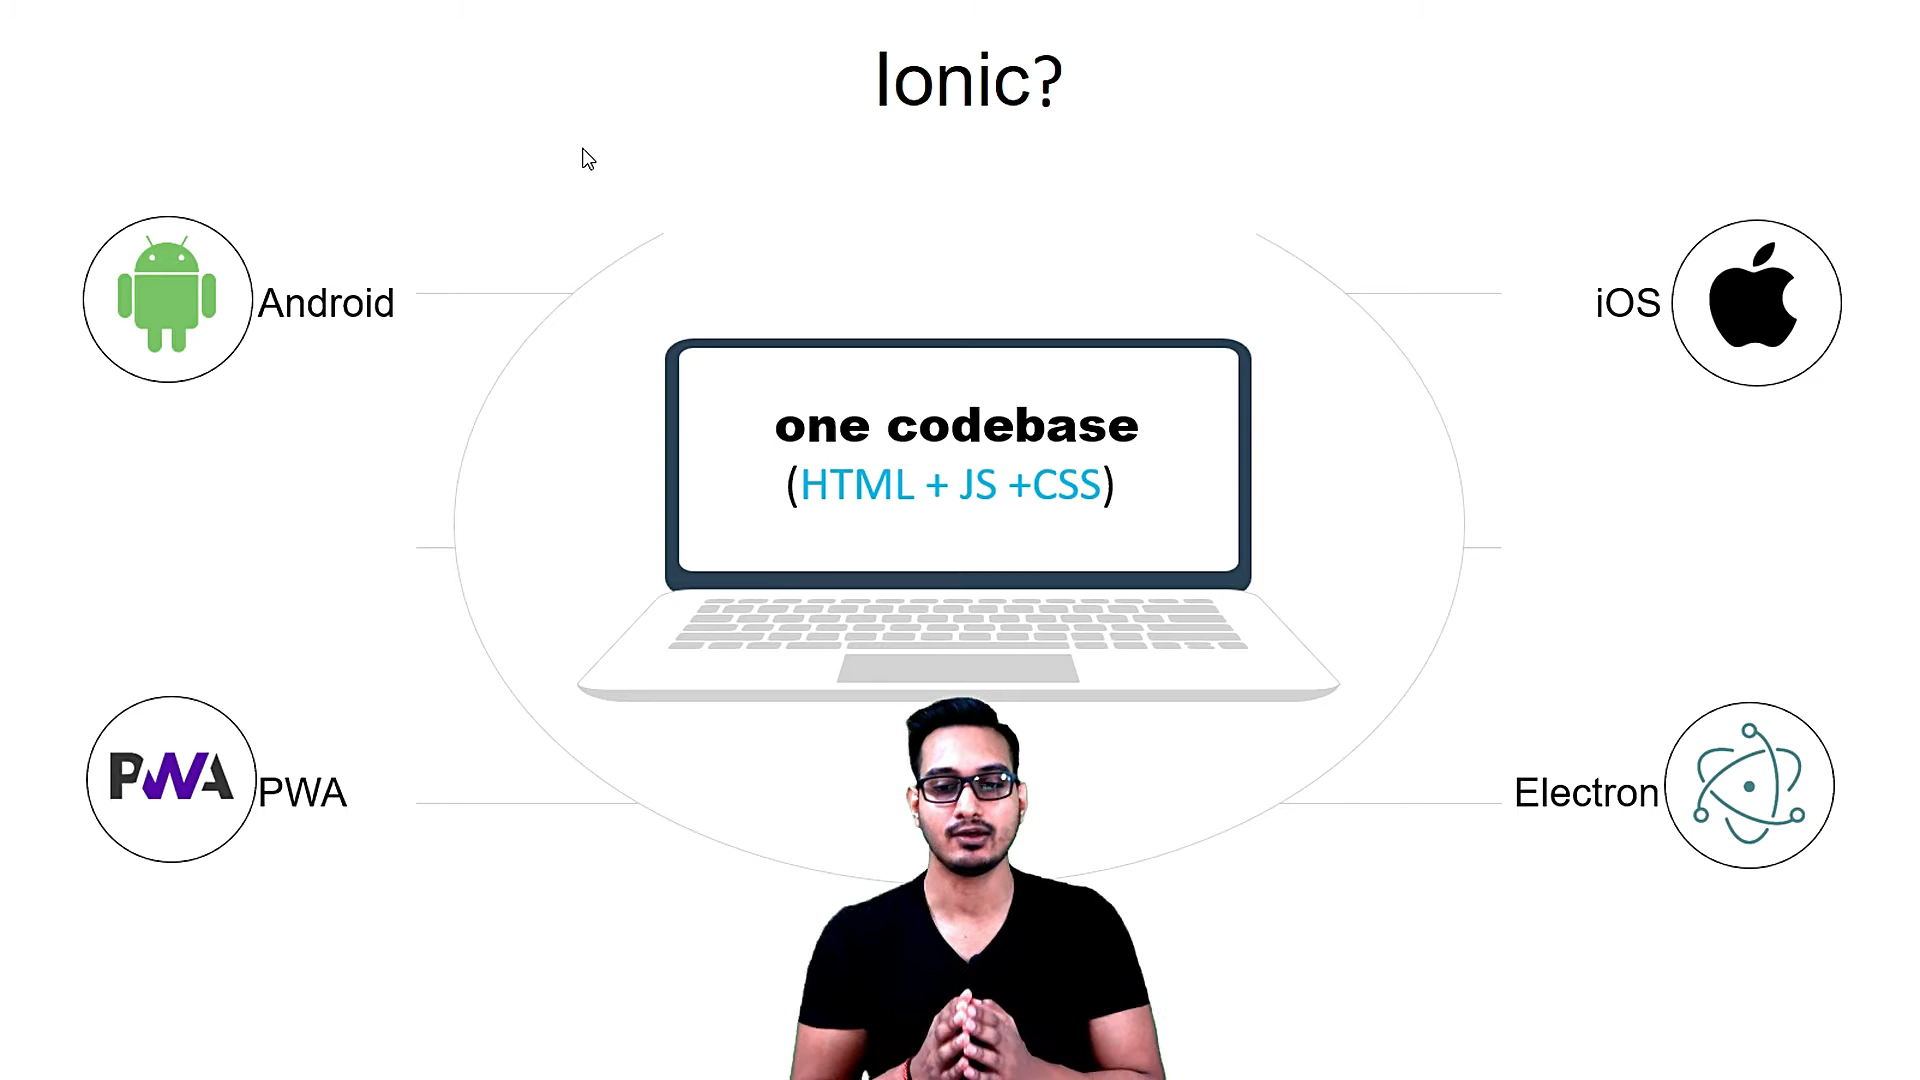 Ionic?
Android
iOS
one codebase
(HTML + JS +CSS)
PWA
PWA
Electron